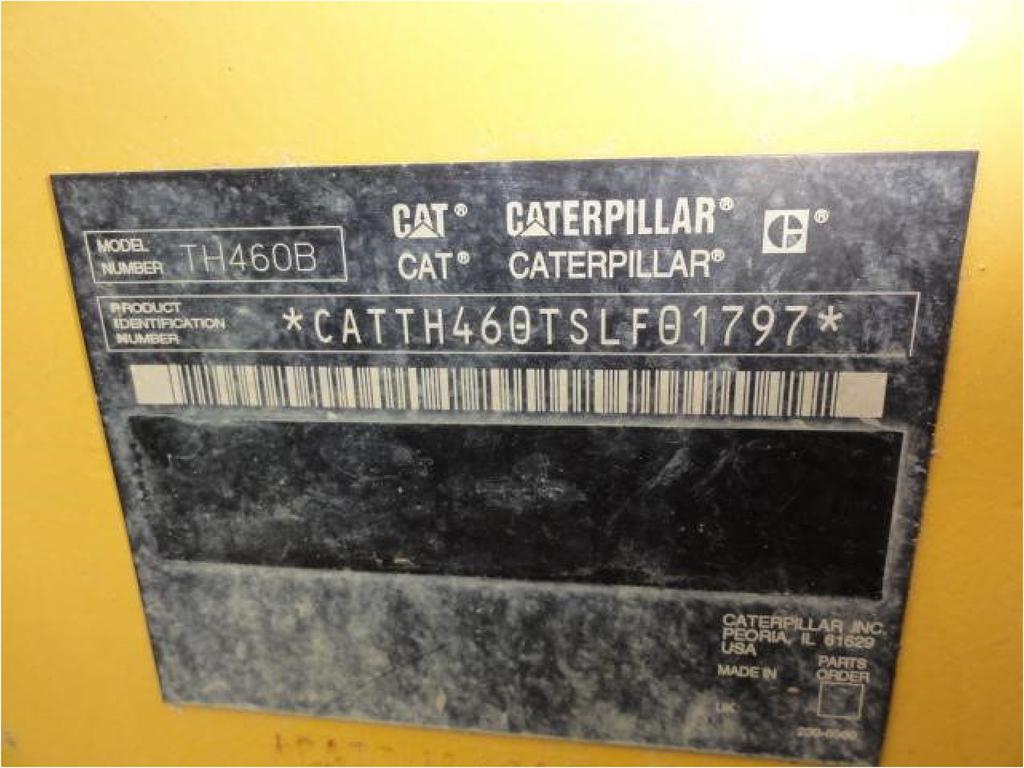 CAT® CATERPILLAR® ®
CAT® CATERPILLAR®
MODEL
NUMBER TH460B
PRODUCT
IDENTIFICATION
NUMBER
*CATTH460TSLF01797*
CATERPILLAR INC.
PEORIA, IL 61629
USA
MADE IN
UK
PARTS
ORDER